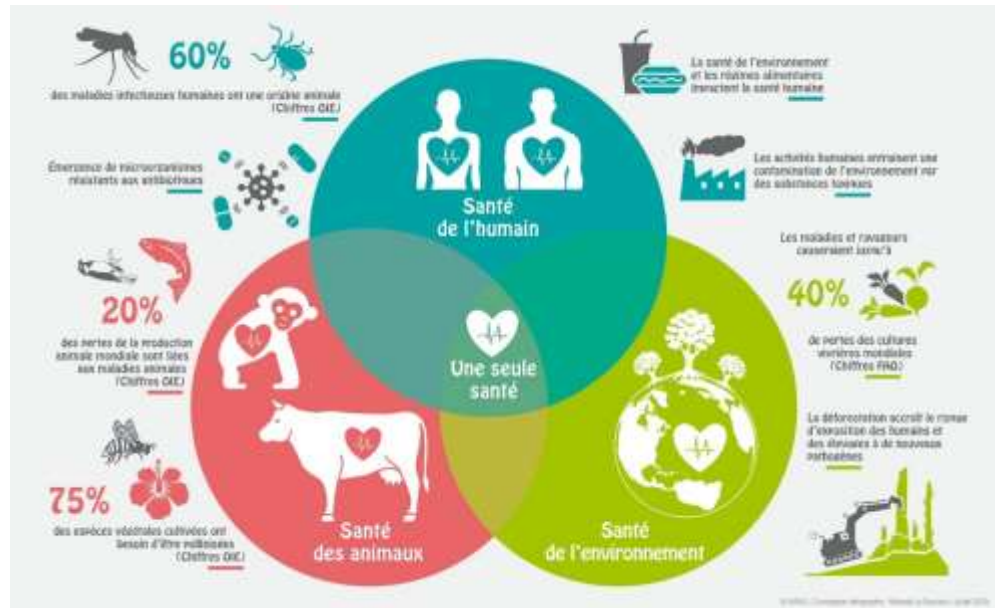 60%
des maladies infectieuses humaines ont une origine animale
(Chiffres OIE)
Émergence de microorganismes
résistants aux antibiotiques
20%
des pertes de la production
animale mondiale sont liées
aux maladies animales
(Chiffres OIE)
75%
des espèces végétales cultivées ont
besoin d'être pollinisées
(Chiffres OIE)
Santé
de l'humain
Une seule
santé
Santé
des animaux
Santé
de l'environnement
La santé de l'environnement
et les régimes alimentaires
impactent la santé humaine
Les activités humaines entrainent une
contamination de l'environnement par
des substances toxiques
Les maladies et ravageurs
causeraient jusqu'à
40%
de pertes des cultures
vivrières mondiales
(Chiffres FAO)
La déforestation accroît le risque
d'exposition des humains et
des élevages à de nouveaux
pathogènes